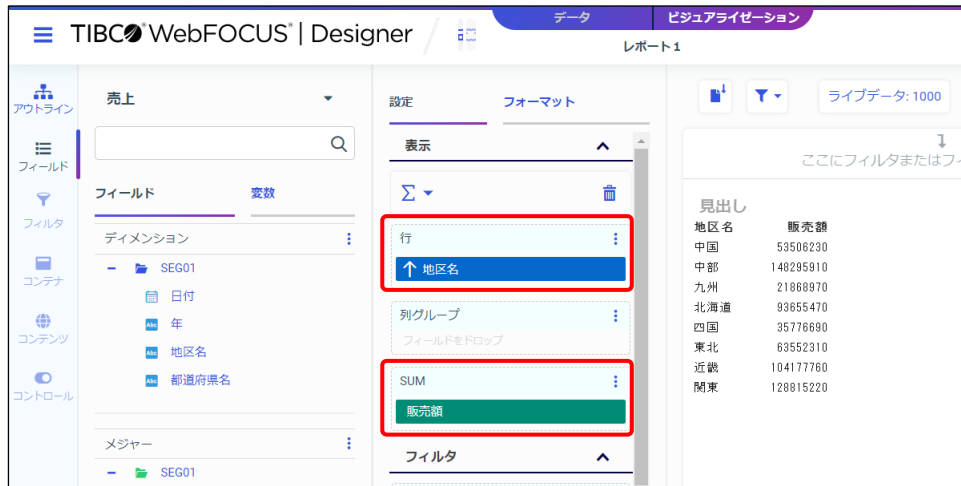 TIBCO WebFOCUS® | Designer
データ
ビジュアライゼーション
レポート1
アウトライン
フィールド
フィルタ
コンテナ
コンテンツ
コントロール
売上
フィールド
変数
ディメンション
SEG01
日付
Abc 年
Abc 地区名
Abc 都道府県名
メジャー
SEG01
設定
フォーマット
表示
Σ
行
地区名
列グループ
フィールドをドロップ
SUM
販売額
フィルタ
ライブデータ: 1000
ここにフィルタまたはフィ
見出し
地区名 販売額
中国 53506230
中部 148295910
九州 21868970
北海道 93655470
四国 35776690
東北 63552310
近畿 104177760
関東 128815220